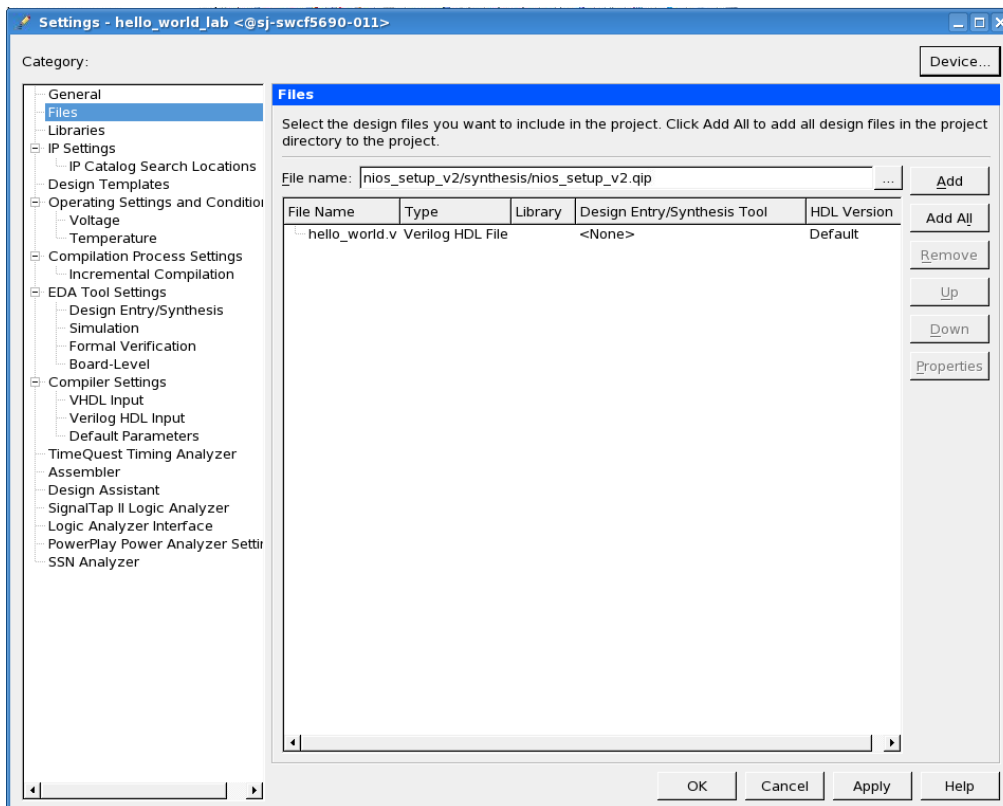 Settings - hello_world_lab <@sj-swcf5690-011>
Category:
Device...
General
Files
Libraries
IP Settings
IP Catalog Search Locations
Design Templates
Operating Settings and Condition
Voltage
Temperature
Compilation Process Settings
Incremental Compilation
EDA Tool Settings
Design Entry/Synthesis
Simulation
Formal Verification
Board-Level
Compiler Settings
VHDL Input
Verilog HDL Input
Default Parameters
TimeQuest Timing Analyzer
Assembler
Design Assistant
SignalTap II Logic Analyzer
Logic Analyzer Interface
PowerPlay Power Analyzer Settin
SSN Analyzer
Files
Select the design files you want to include in the project. Click Add All to add all design files in the project
directory to the project.
File name: nios_setup_v2/synthesis/nios_setup_v2.qip ... Add
File Name Type Library Design Entry/Synthesis Tool HDL Version
hello_world.v Verilog HDL File <None> Default
Add All
Remove
Up
Down
Properties
OK Cancel Apply Help